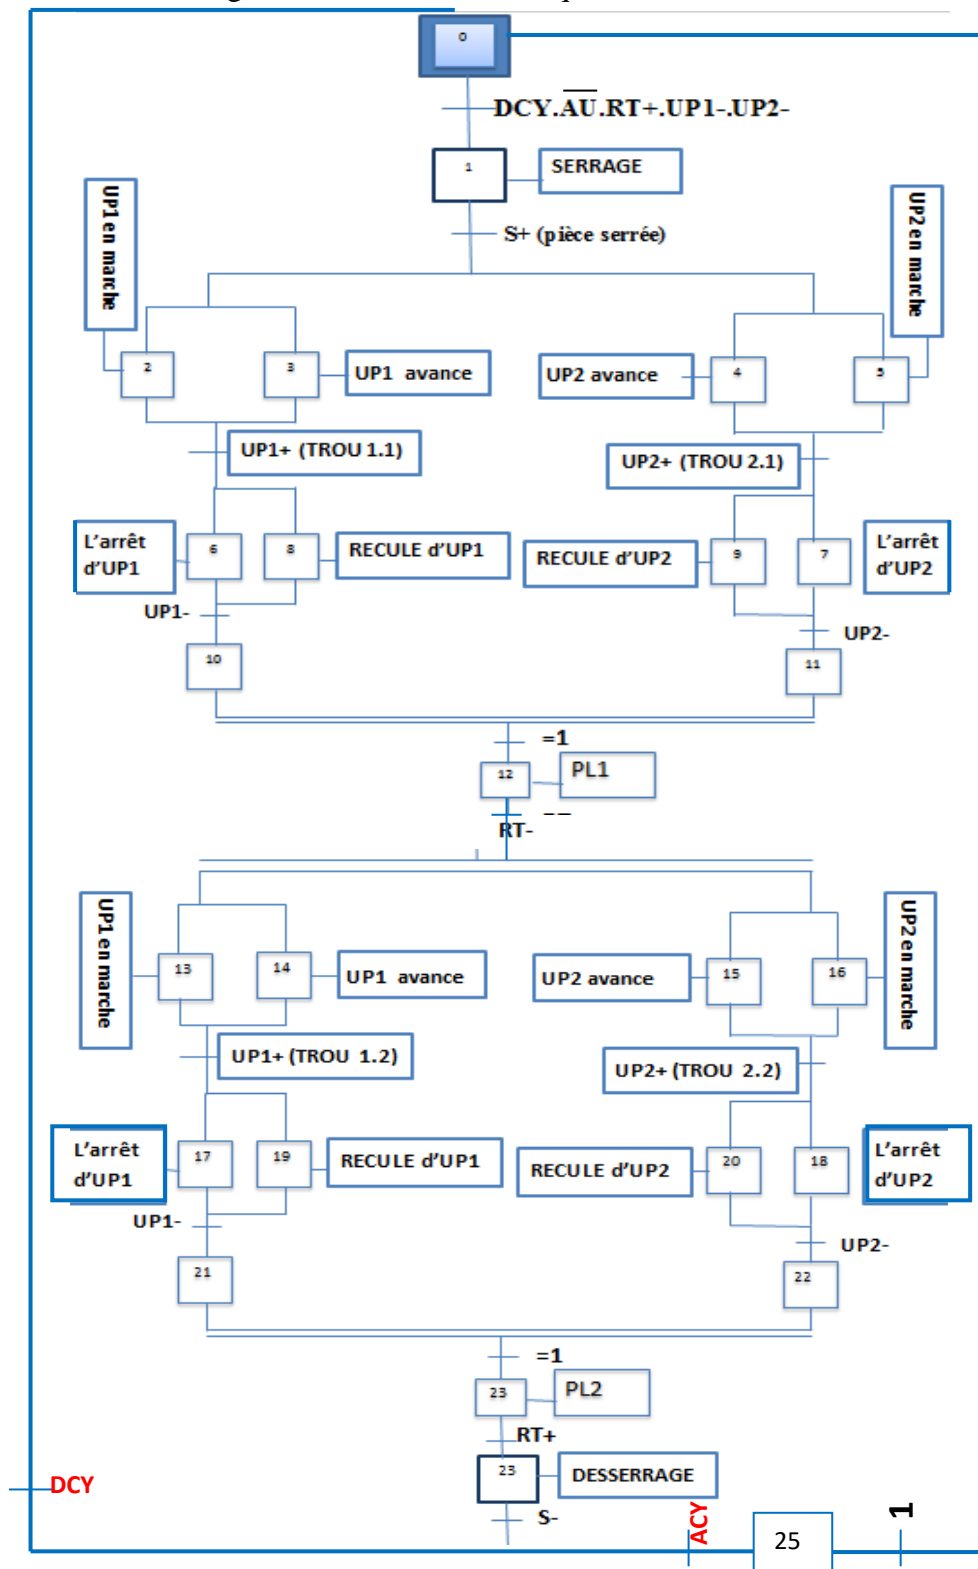 0
DCY.AU.RT+.UP1-.UP2-
1
SERRAGE
S+ (pièce serrée)
UP1 en marche
UP2 en marche
2
3
UP1 avance
UP2 avance
4
5
UP1+ (TROU 1.1)
UP2+ (TROU 2.1)
L'arrêt
d'UP1
6
8
RECULE d'UP1
RECULE d'UP2
9
7
L'arrêt
d'UP2
UP1-
UP2-
10
11
=1
12
PL1
RT-
UP1 en marche
UP2 en marche
13
14
UP1 avance
UP2 avance
15
16
UP1+ (TROU 1.2)
UP2+ (TROU 2.2)
L'arrêt
d'UP1
17
19
RECULE d'UP1
RECULE d'UP2
20
18
L'arrêt
d'UP2
UP1-
UP2-
21
22
=1
23
PL2
RT+
23
DESSERRAGE
DCY
S-
ACY
25
1